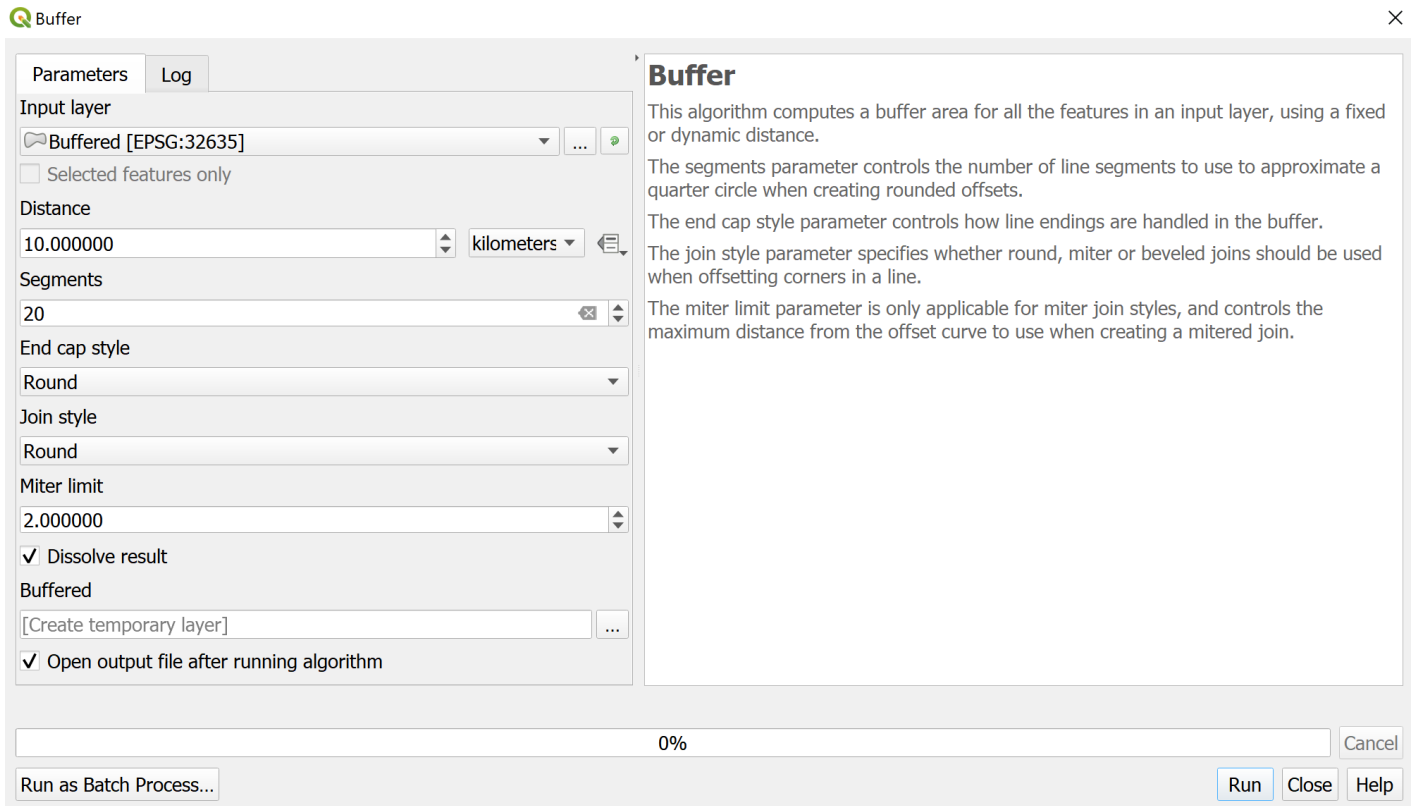 Buffer
Parameters
Log
Input layer
Buffered [EPSG:32635]
...
Selected features only
Distance
10.000000
kilometers
Segments
20
End cap style
Round
Join style
Round
Miter limit
2.000000
Dissolve result
Buffered
[Create temporary layer]
...
Open output file after running algorithm
Buffer
This algorithm computes a buffer area for all the features in an input layer, using a fixed
or dynamic distance.
The segments parameter controls the number of line segments to use to approximate a
quarter circle when creating rounded offsets.
The end cap style parameter controls how line endings are handled in the buffer.
The join style parameter specifies whether round, miter or beveled joins should be used
when offsetting corners in a line.
The miter limit parameter is only applicable for miter join styles, and controls the
maximum distance from the offset curve to use when creating a mitered join.
0%
Cancel
Run as Batch Process...
Run
Close
Help